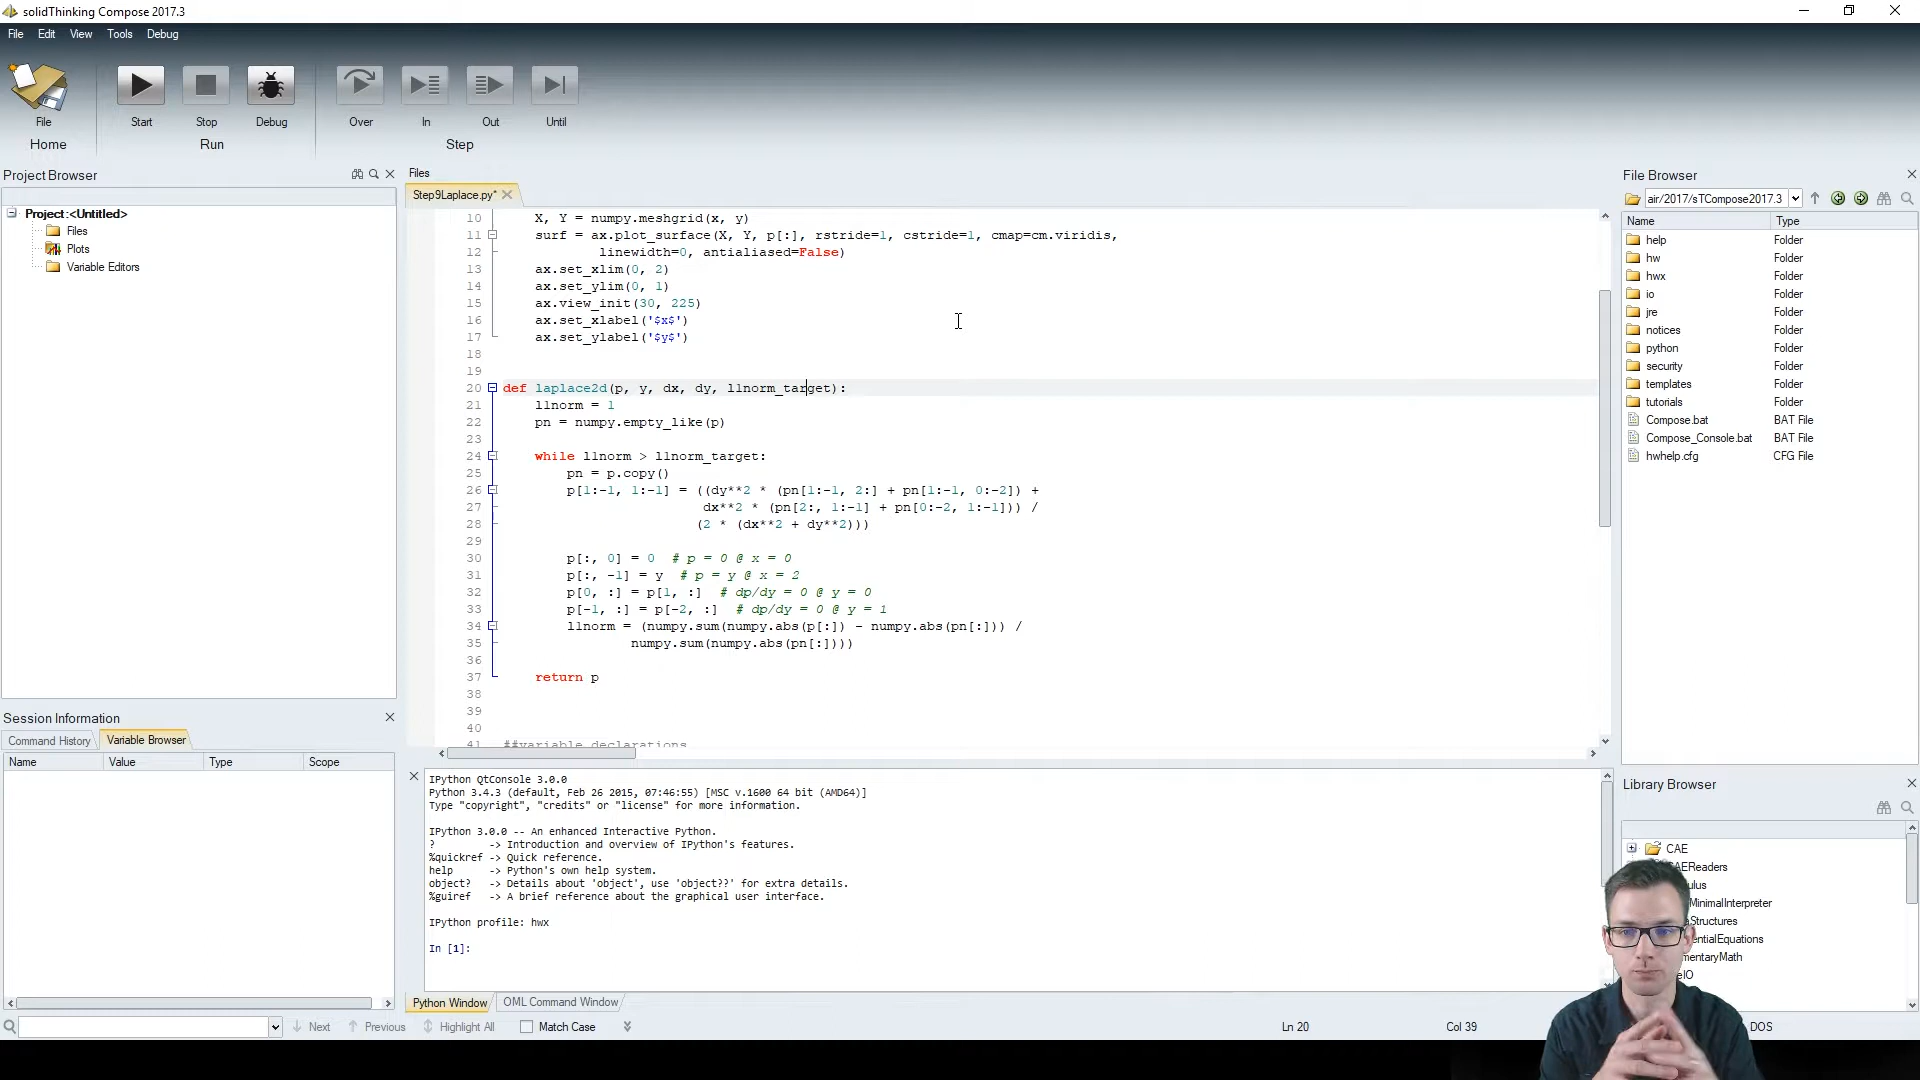 solidThinking Compose 2017.3
File Edit View Tools Debug
File Start Stop Debug Over In Out Until
Home Run Step
Project Browser
Project:<Untitled>
Files
Plots
Variable Editors
Session Information
Command History Variable Browser
Name Value Type Scope
Files
Step9Laplace.py*
10 X, Y = numpy.meshgrid(x, y)
11 surf = ax.plot_surface(X, Y, p[:], rstride=1, cstride=1, cmap=cm.viridis,
12 linewidth=0, antialiased=False)
13 ax.set_xlim(0, 2)
14 ax.set_ylim(0, 1)
15 ax.view_init(30, 225)
16 ax.set_xlabel('$x$')
17 ax.set_ylabel('$y$')
18
19
20 def laplace2d(p, y, dx, dy, l1norm_target):
21 l1norm = 1
22 pn = numpy.empty_like(p)
23
24 while l1norm > l1norm_target:
25 pn = p.copy()
26 p[1:-1, 1:-1] = ((dy**2 * (pn[1:-1, 2:] + pn[1:-1, 0:-2]) +
27 dx**2 * (pn[2:, 1:-1] + pn[0:-2, 1:-1])) /
28 (2 * (dx**2 + dy**2)))
29
30 p[:, 0] = 0 # p = 0 @ x = 0
31 p[:, -1] = y # p = y @ x = 2
32 p[0, :] = p[1, :] # dp/dy = 0 @ y = 0
33 p[-1, :] = p[-2, :] # dp/dy = 0 @ y = 1
34 l1norm = (numpy.sum(numpy.abs(p[:]) - numpy.abs(pn[:])) /
35 numpy.sum(numpy.abs(pn[:])))
36
37 return p
38
39
40
41 ##variable declarations
IPython QtConsole 3.0.0
Python 3.4.3 (default, Feb 26 2015, 07:46:55) [MSC v.1600 64 bit (AMD64)]
Type "copyright", "credits" or "license" for more information.
IPython 3.0.0 -- An enhanced Interactive Python.
? -> Introduction and overview of IPython's features.
%quickref -> Quick reference.
help -> Python's own help system.
object? -> Details about 'object', use 'object??' for extra details.
%guiref -> A brief reference about the graphical user interface.
IPython profile: hwx
In [1]:
Python Window OML Command Window
Next Previous Highlight All Match Case Ln 20 Col 39 DOS
File Browser
air/2017/sTCompose2017.3
Name Type
help Folder
hw Folder
hwx Folder
io Folder
jre Folder
notices Folder
python Folder
security Folder
templates Folder
tutorials Folder
Compose.bat BAT File
Compose_Console.bat BAT File
hwhelp.cfg CFG File
Library Browser
CAE
AEReaders
ulus
MinimalInterpreter
aStructures
entialEquations
mentaryMath
eIO